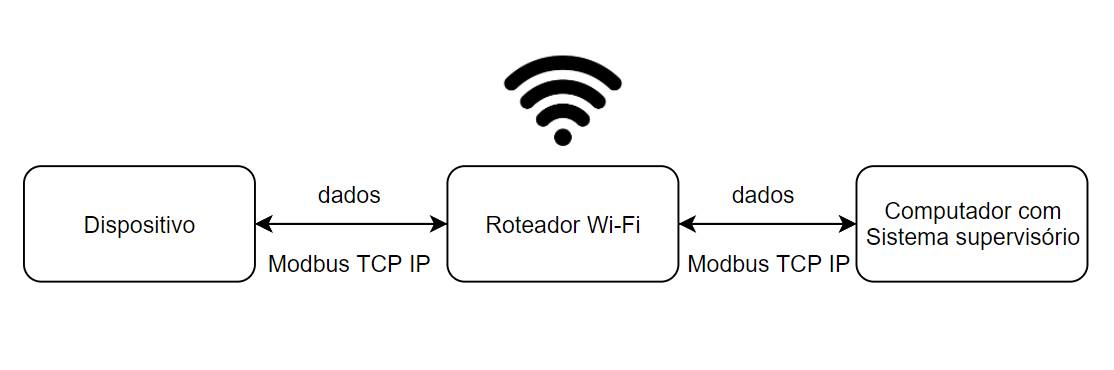 Dispositivo
dados
Modbus TCP IP
Roteador Wi-Fi
dados
Modbus TCP IP
Computador com
Sistema supervisório